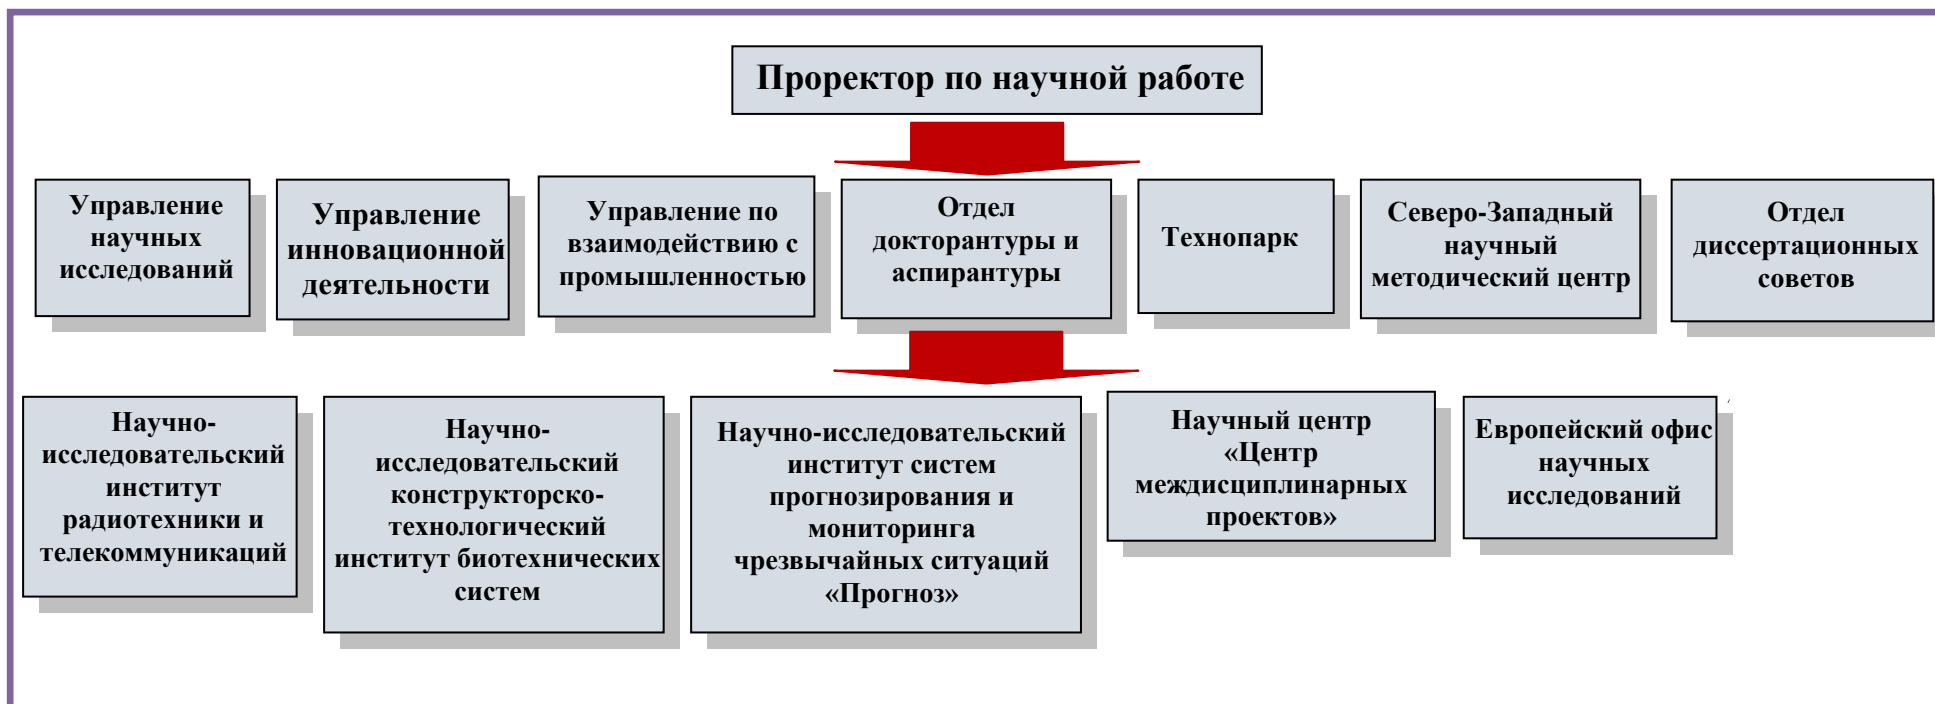 Проректор по научной работе
Управление
научных
исследований
Управление
инновационной
деятельности
Управление по
взаимодействию с
промышленностью
Отдел
докторантуры и
аспирантуры
Технопарк
Северо-Западный
научный
методический центр
Отдел
диссертационных
советов
Научно-
исследовательский
институт
радиотехники и
телекоммуникаций
Научно-
исследовательский
конструкторско-
технологический
институт биотехнических
систем
Научно-исследовательский
институт систем
прогнозирования и
мониторинга
чрезвычайных ситуаций
«Прогноз»
Научный центр
«Центр
междисциплинарных
проектов»
Европейский офис
научных
исследований